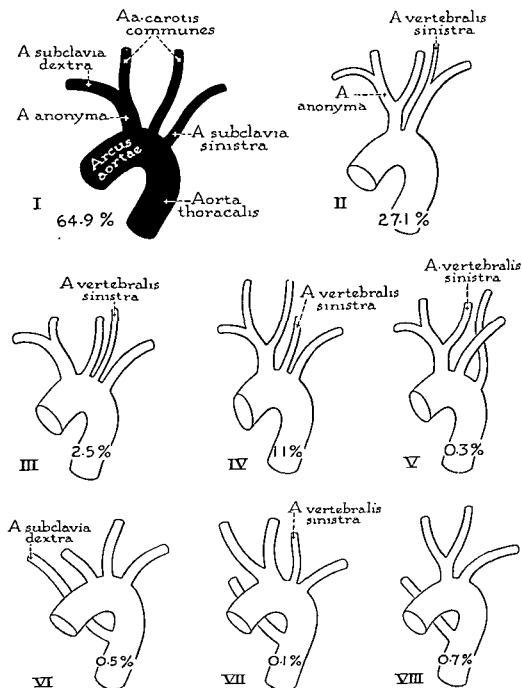 Aa. carotis
communes
A subclavia
dextra
A anonyma
Arcus
aortae
A subclavia
sinistra
Aorta
thoracalis
I
64.9 %
A vertebralis
sinistra
A
anonyma
II
27.1 %
A vertebralis
sinistra
III
2.5 %
A vertebralis
sinistra
IV
11 %
A. vertebralis
sinistra
V
0.3 %
A subclavia
dextra
VI
0.5 %
A vertebralis
sinistra
VII
0.1 %
VIII
0.7 %